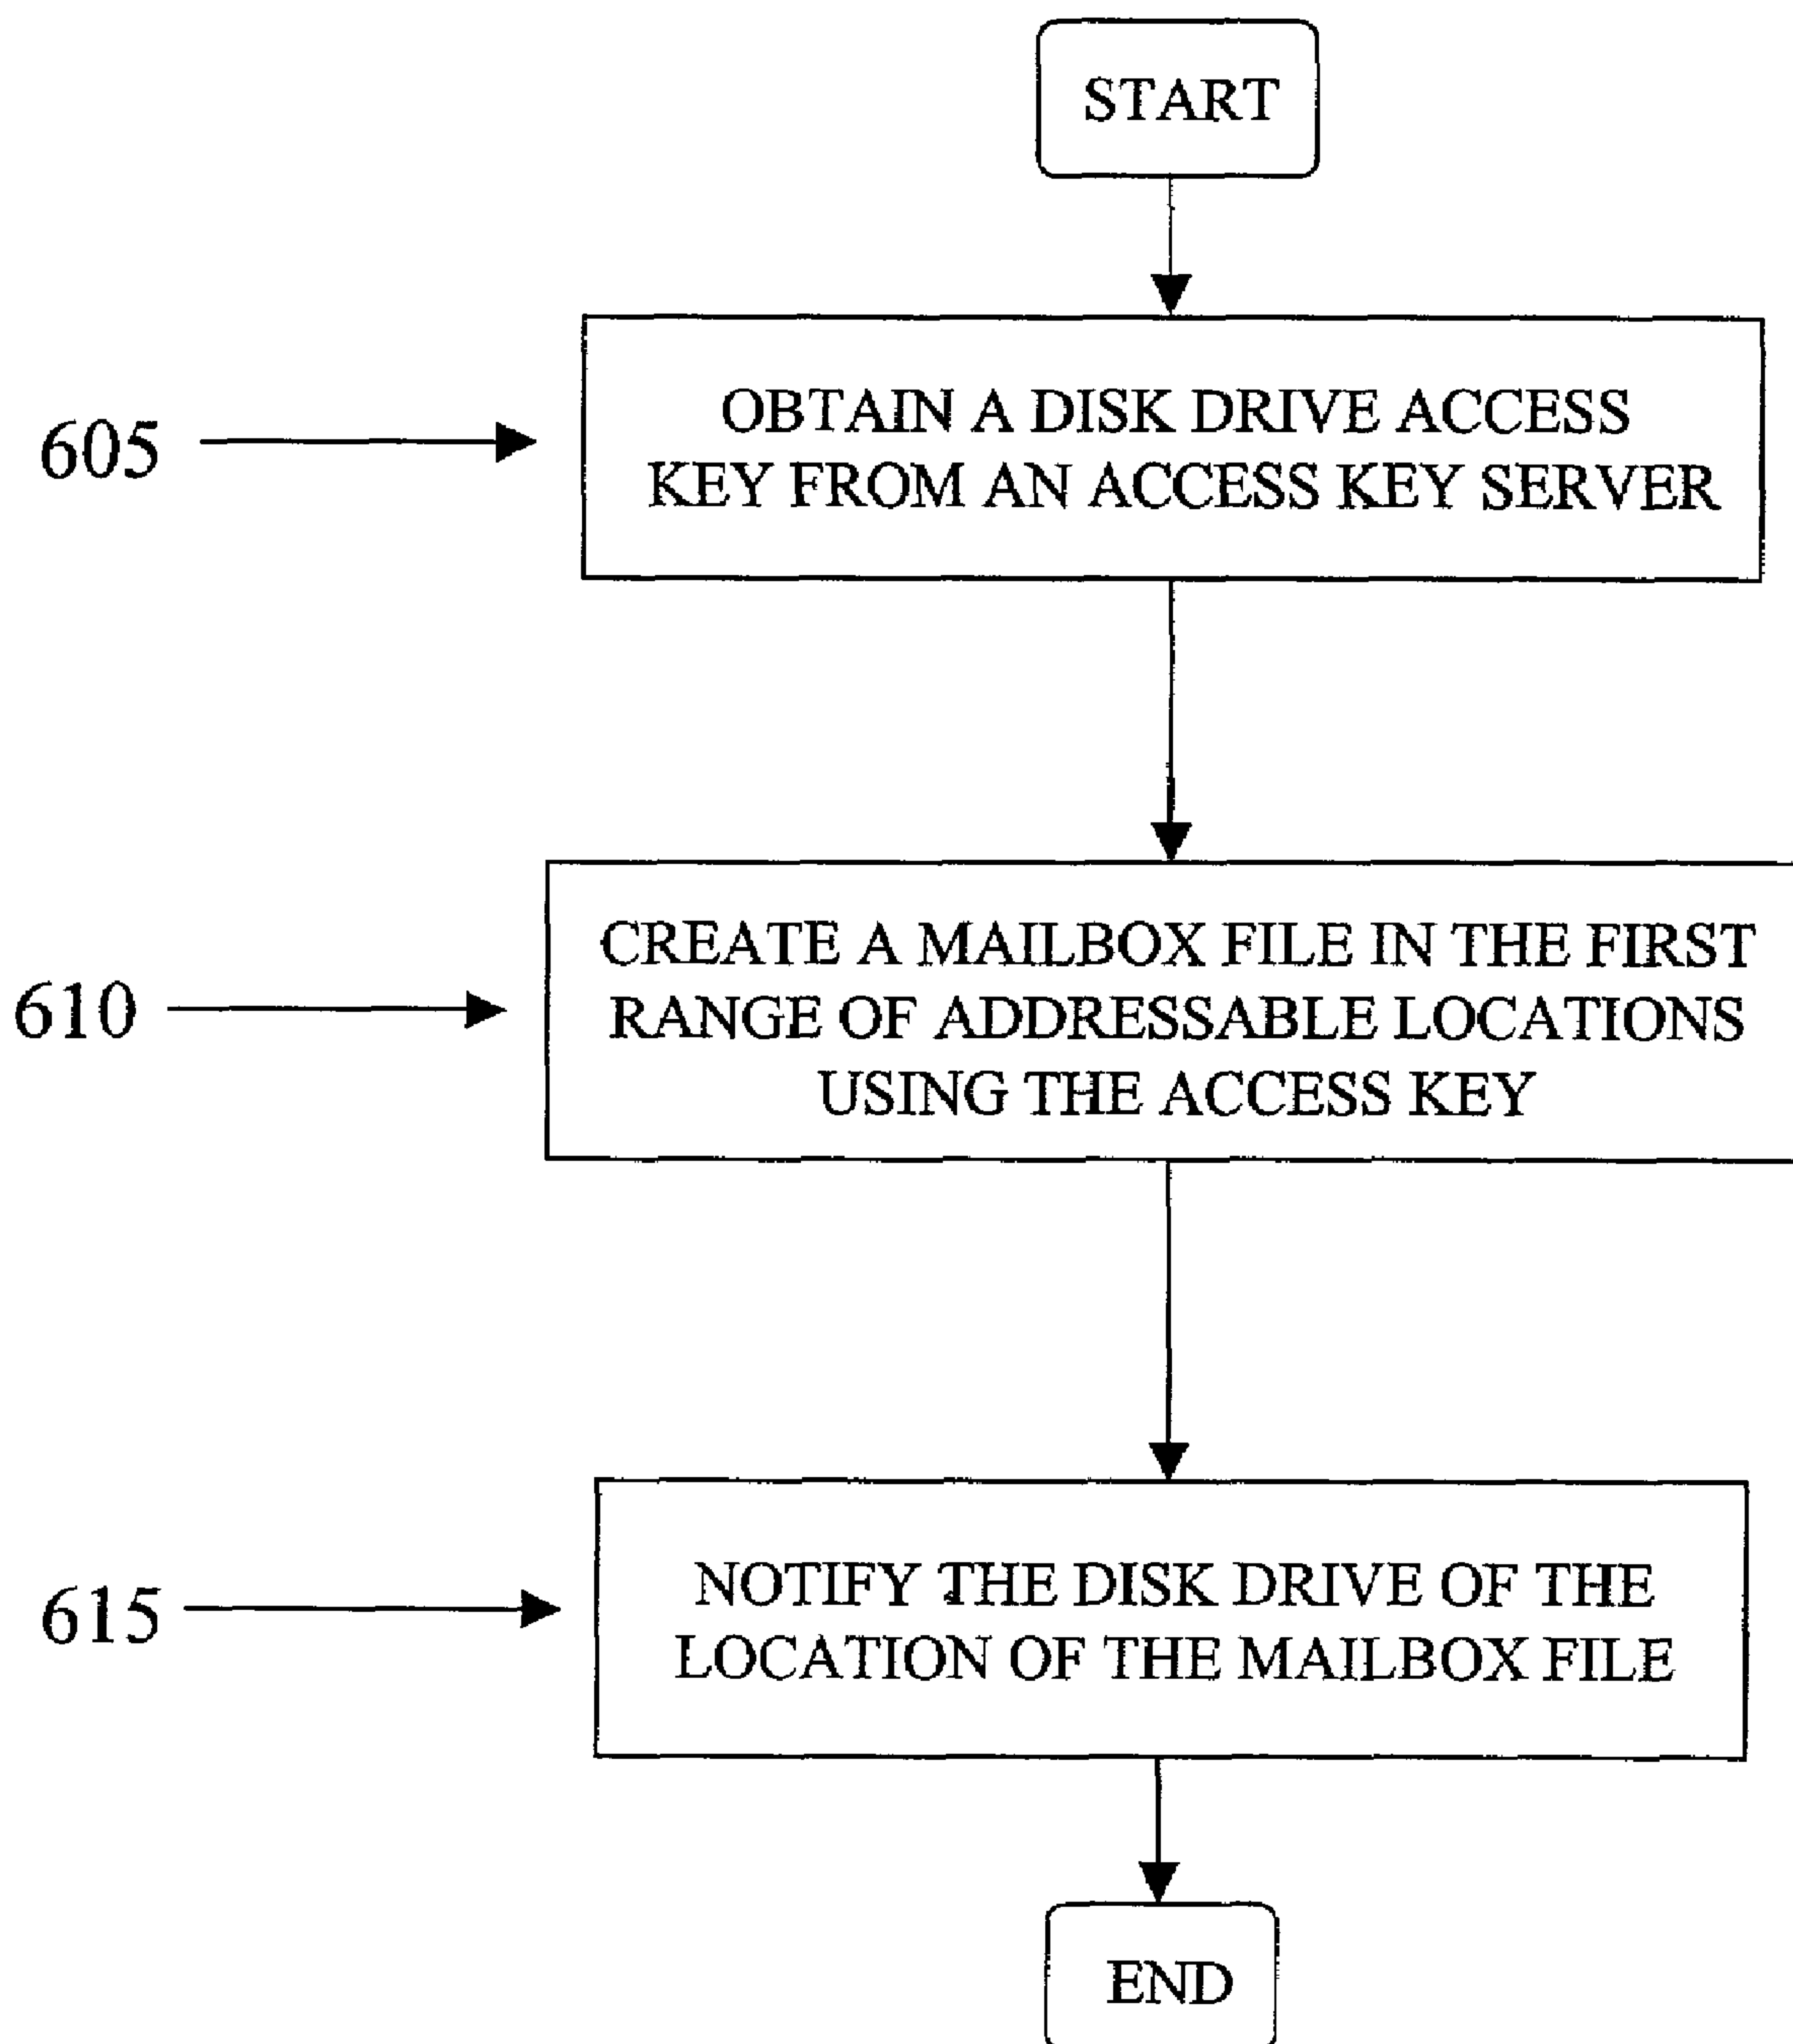 START
605
OBTAIN A DISK DRIVE ACCESS
KEY FROM AN ACCESS KEY SERVER
610
CREATE A MAILBOX FILE IN THE FIRST
RANGE OF ADDRESSABLE LOCATIONS
USING THE ACCESS KEY
615
NOTIFY THE DISK DRIVE OF THE
LOCATION OF THE MAILBOX FILE
END